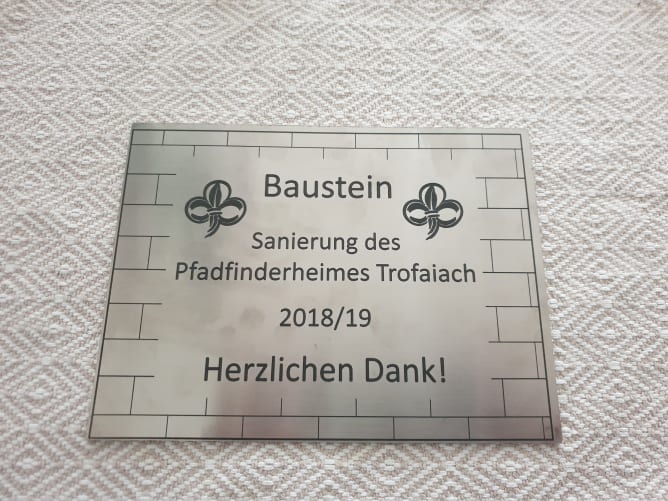 Baustein
Sanierung des
Pfadfinderheimes Trofaiach
2018/19
Herzlichen Dank!